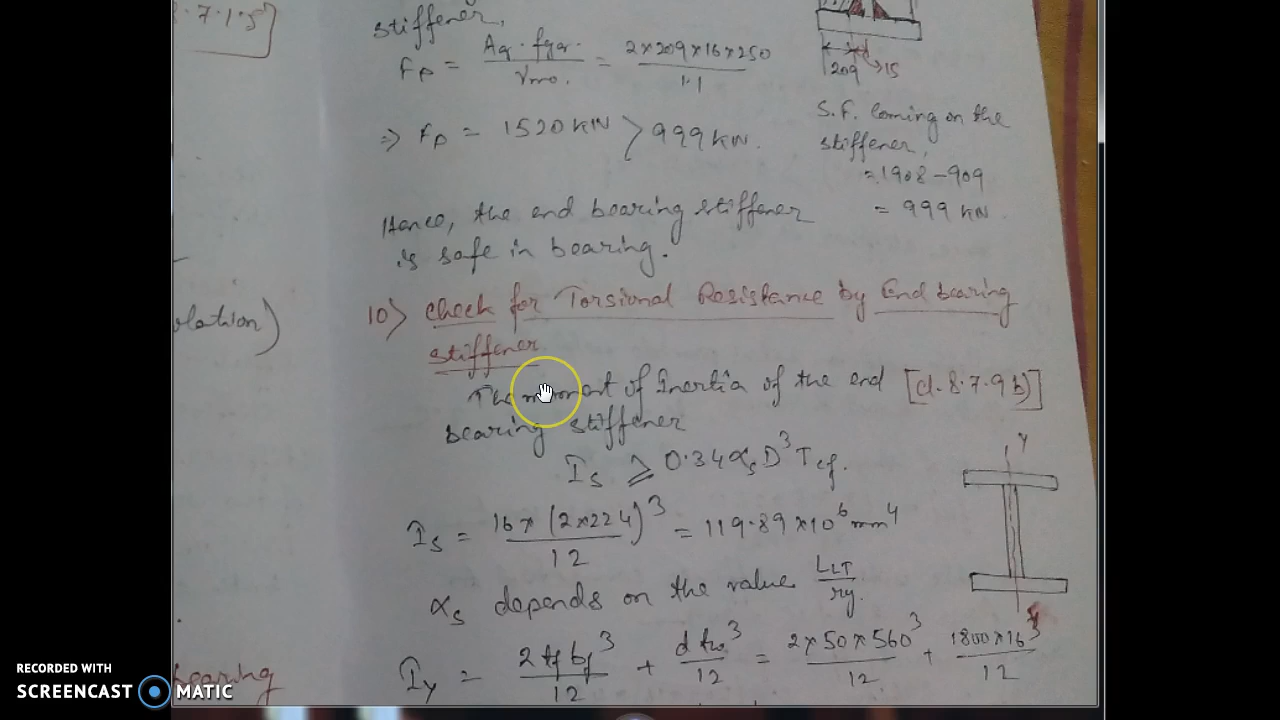 8.7.1.5]
stiffener,
Fp = Aq. fyq. / γmo. = 2×209×16×250 / 1.1
209 15
S.F. coming on the
⇒ Fp = 1520 KN > 999 KN.
stiffener,
= 1908 - 909
= 999 KN
Hence, the end bearing stiffener
is safe in bearing.
10) Check for Torsional Resistance by End bearing
stiffener
The moment of Inertia of the end [cl. 8.7.9 b)]
bearing stiffener
Is ≥ 0.34 αs D³ Tcf.
Y
Is = 16 × (2×224)³ / 12 = 119.89 ×10⁶ mm⁴
αs depends on the value LLT / ry.
Y
Iy = 2 tf bf³ / 12 + d tw³ / 12 = 2×50×560³ / 12 + 1800×16³ / 12
bearing
RECORDED WITH
SCREENCAST MATIC